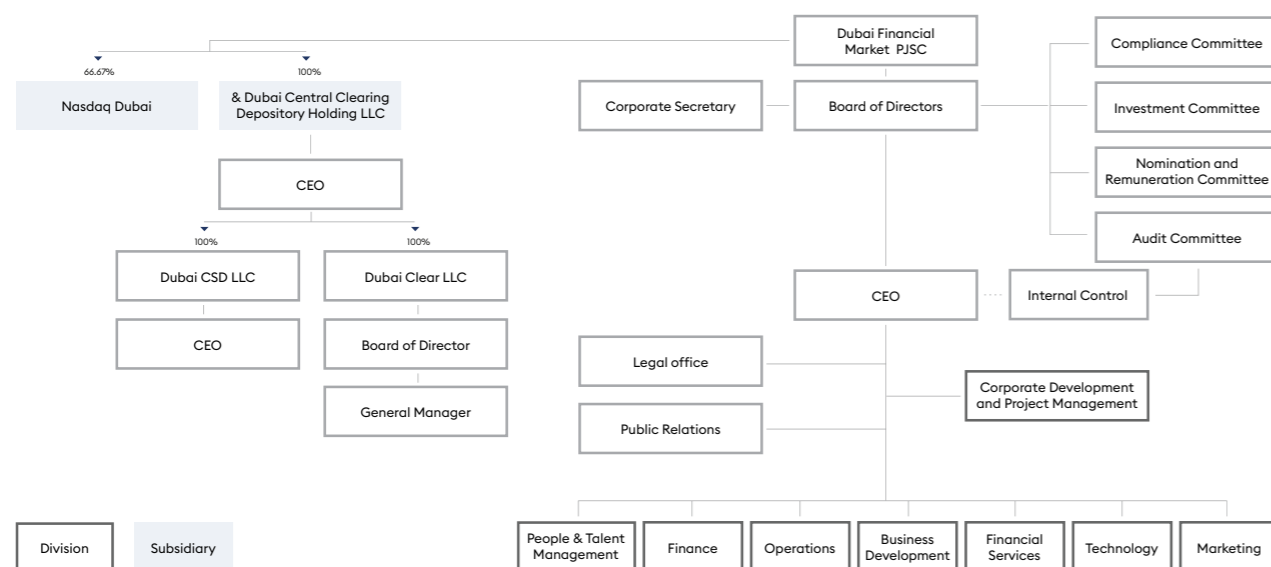 Dubai Financial
Market PJSC
Compliance Committee
66.67%
100%
Nasdaq Dubai
& Dubai Central Clearing
Depository Holding LLC
Corporate Secretary
Board of Directors
Investment Committee
CEO
Nomination and
Remuneration Committee
100%
100%
Audit Committee
Dubai CSD LLC
Dubai Clear LLC
CEO
Internal Control
CEO
Board of Director
Legal office
General Manager
Corporate Development
and Project Management
Public Relations
Division
Subsidiary
People & Talent
Management
Finance
Operations
Business
Development
Financial
Services
Technology
Marketing